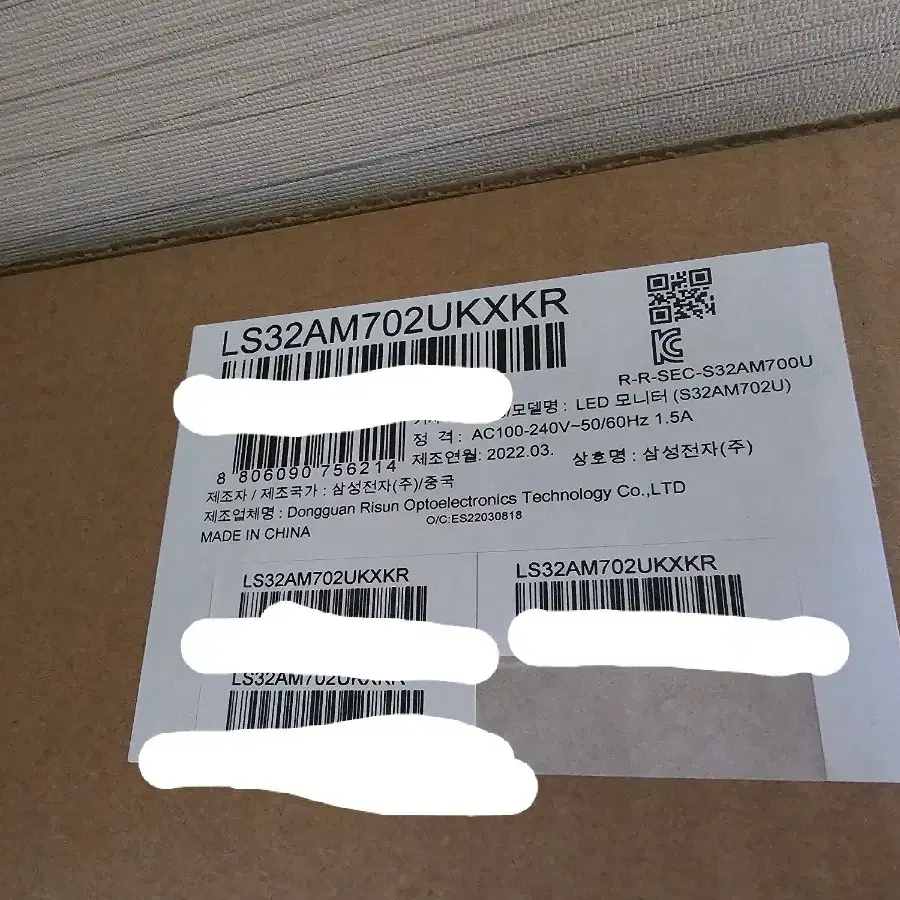 LS32AM702UKXKR
R-R-SEC-S32AM700U
/모델명 : LED 모니터 (S32AM702U)
정 격 : AC100-240V~50/60Hz 1.5A
제조연월: 2022.03. 상호명 : 삼성전자(주)
8 806090 756214
제조자 / 제조국가 : 삼성전자(주)/중국
제조업체명 : Dongguan Risun Optoelectronics Technology Co.,LTD
O/C:ES22030818
MADE IN CHINA
LS32AM702UKXKR
LS32AM702UKXKR
LS32AM702UKXKR